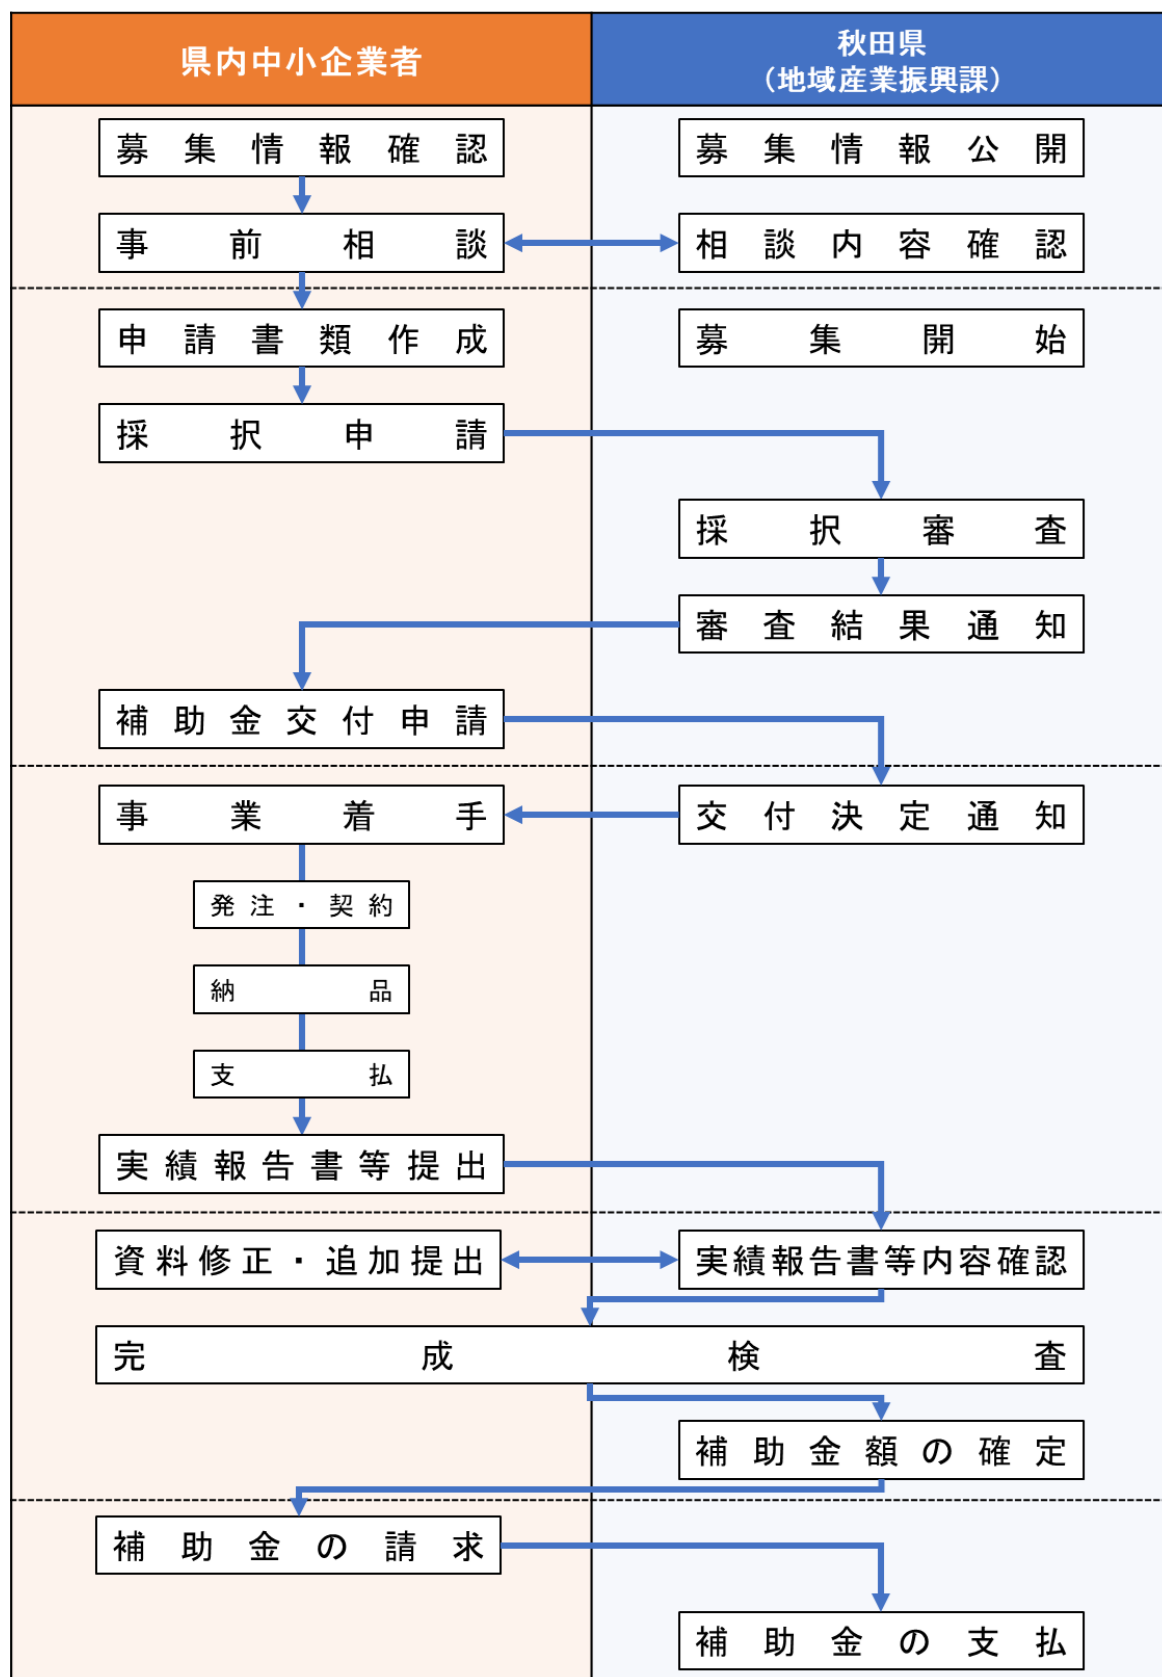 県内中小企業者
秋田県
（地域産業振興課）
募集情報確認
募集情報公開
事前相談
相談内容確認
申請書類作成
募集開始
採択申請
採択審査
審査結果通知
補助金交付申請
事業着手
交付決定通知
発注・契約
納品
支払
実績報告書等提出
資料修正・追加提出
実績報告書等内容確認
完成検査
補助金額の確定
補助金の請求
補助金の支払